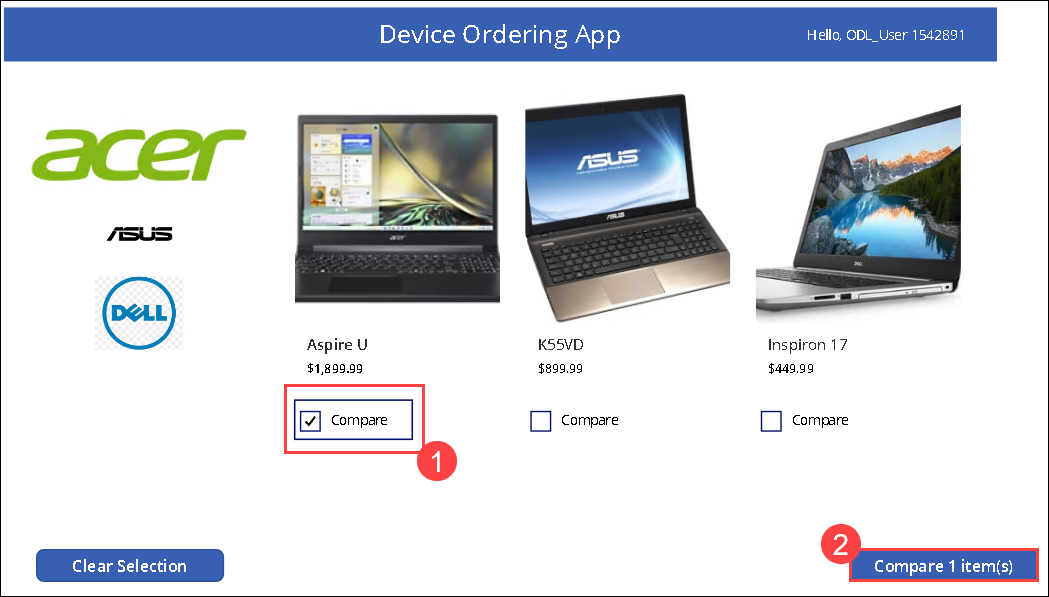 Device Ordering App
Hello, ODL_User 1542891
acer
ASUS
DELL
acer
ASUS
ASUS
DELL
Aspire U
$1,899.99
K55VD
$899.99
Inspiron 17
$449.99
Compare
Compare
Compare
1
2
Clear Selection
Compare 1 item(s)